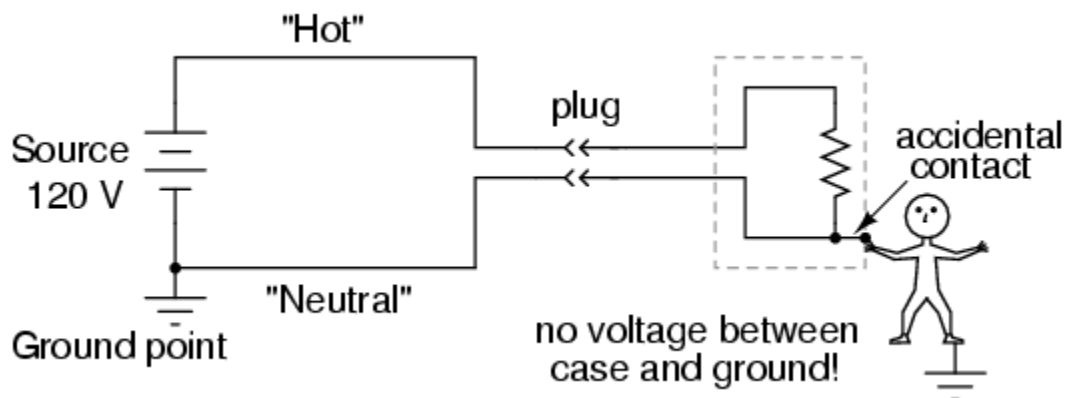 "Hot"
plug
Source
120 V
accidental
contact
"Neutral"
Ground point
no voltage between
case and ground!